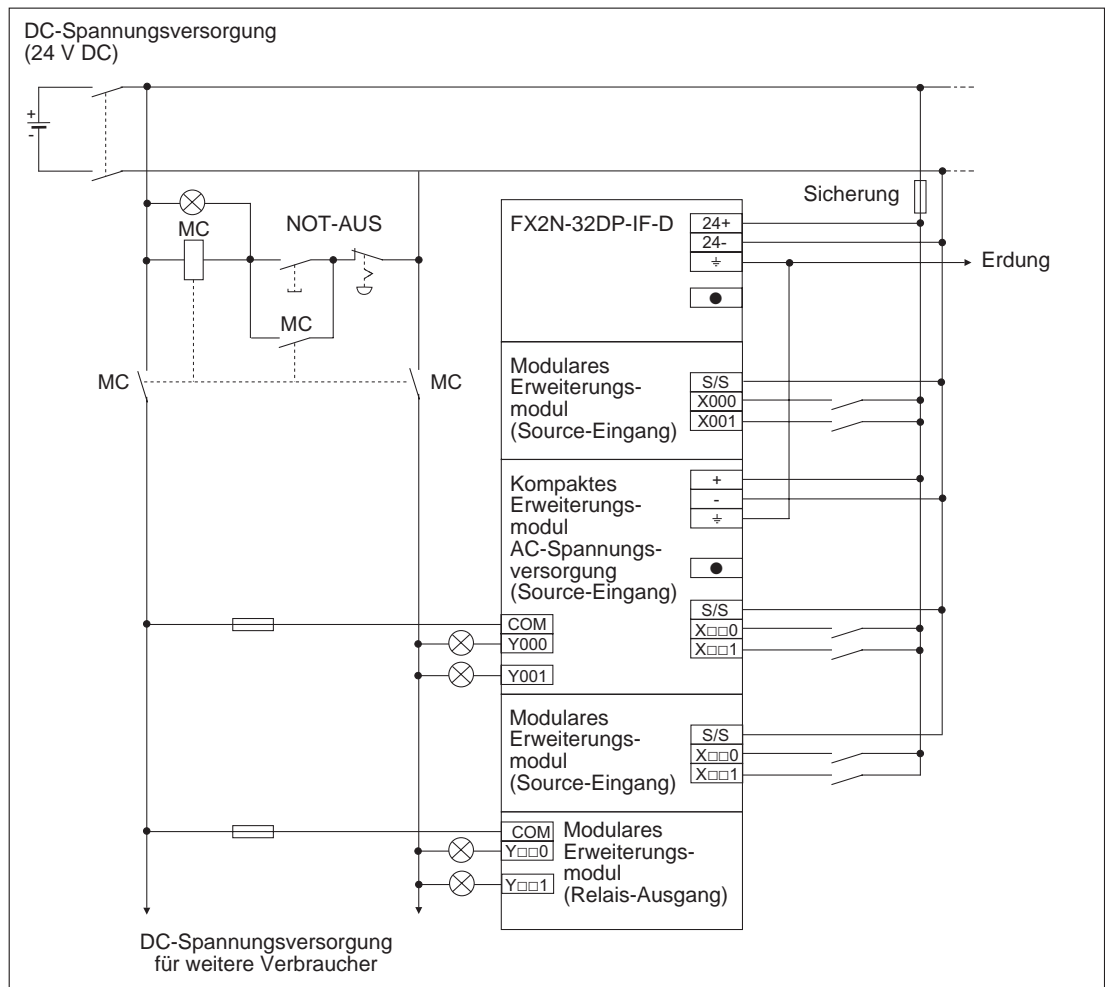 DC-Spannungsversorgung
(24 V DC)
+
-
Sicherung
MC
NOT-AUS
FX2N-32DP-IF-D
24+
24-
⏚
Erdung
MC
MC
MC
Modulares
Erweiterungs-
modul
(Source-Eingang)
S/S
X000
X001
Kompaktes
Erweiterungs-
modul
AC-Spannungs-
versorgung
(Source-Eingang)
+
-
⏚
S/S
X□□0
X□□1
COM
Y000
Y001
Modulares
Erweiterungs-
modul
(Source-Eingang)
S/S
X□□0
X□□1
COM
Y□□0
Y□□1
Modulares
Erweiterungs-
modul
(Relais-Ausgang)
DC-Spannungsversorgung
für weitere Verbraucher